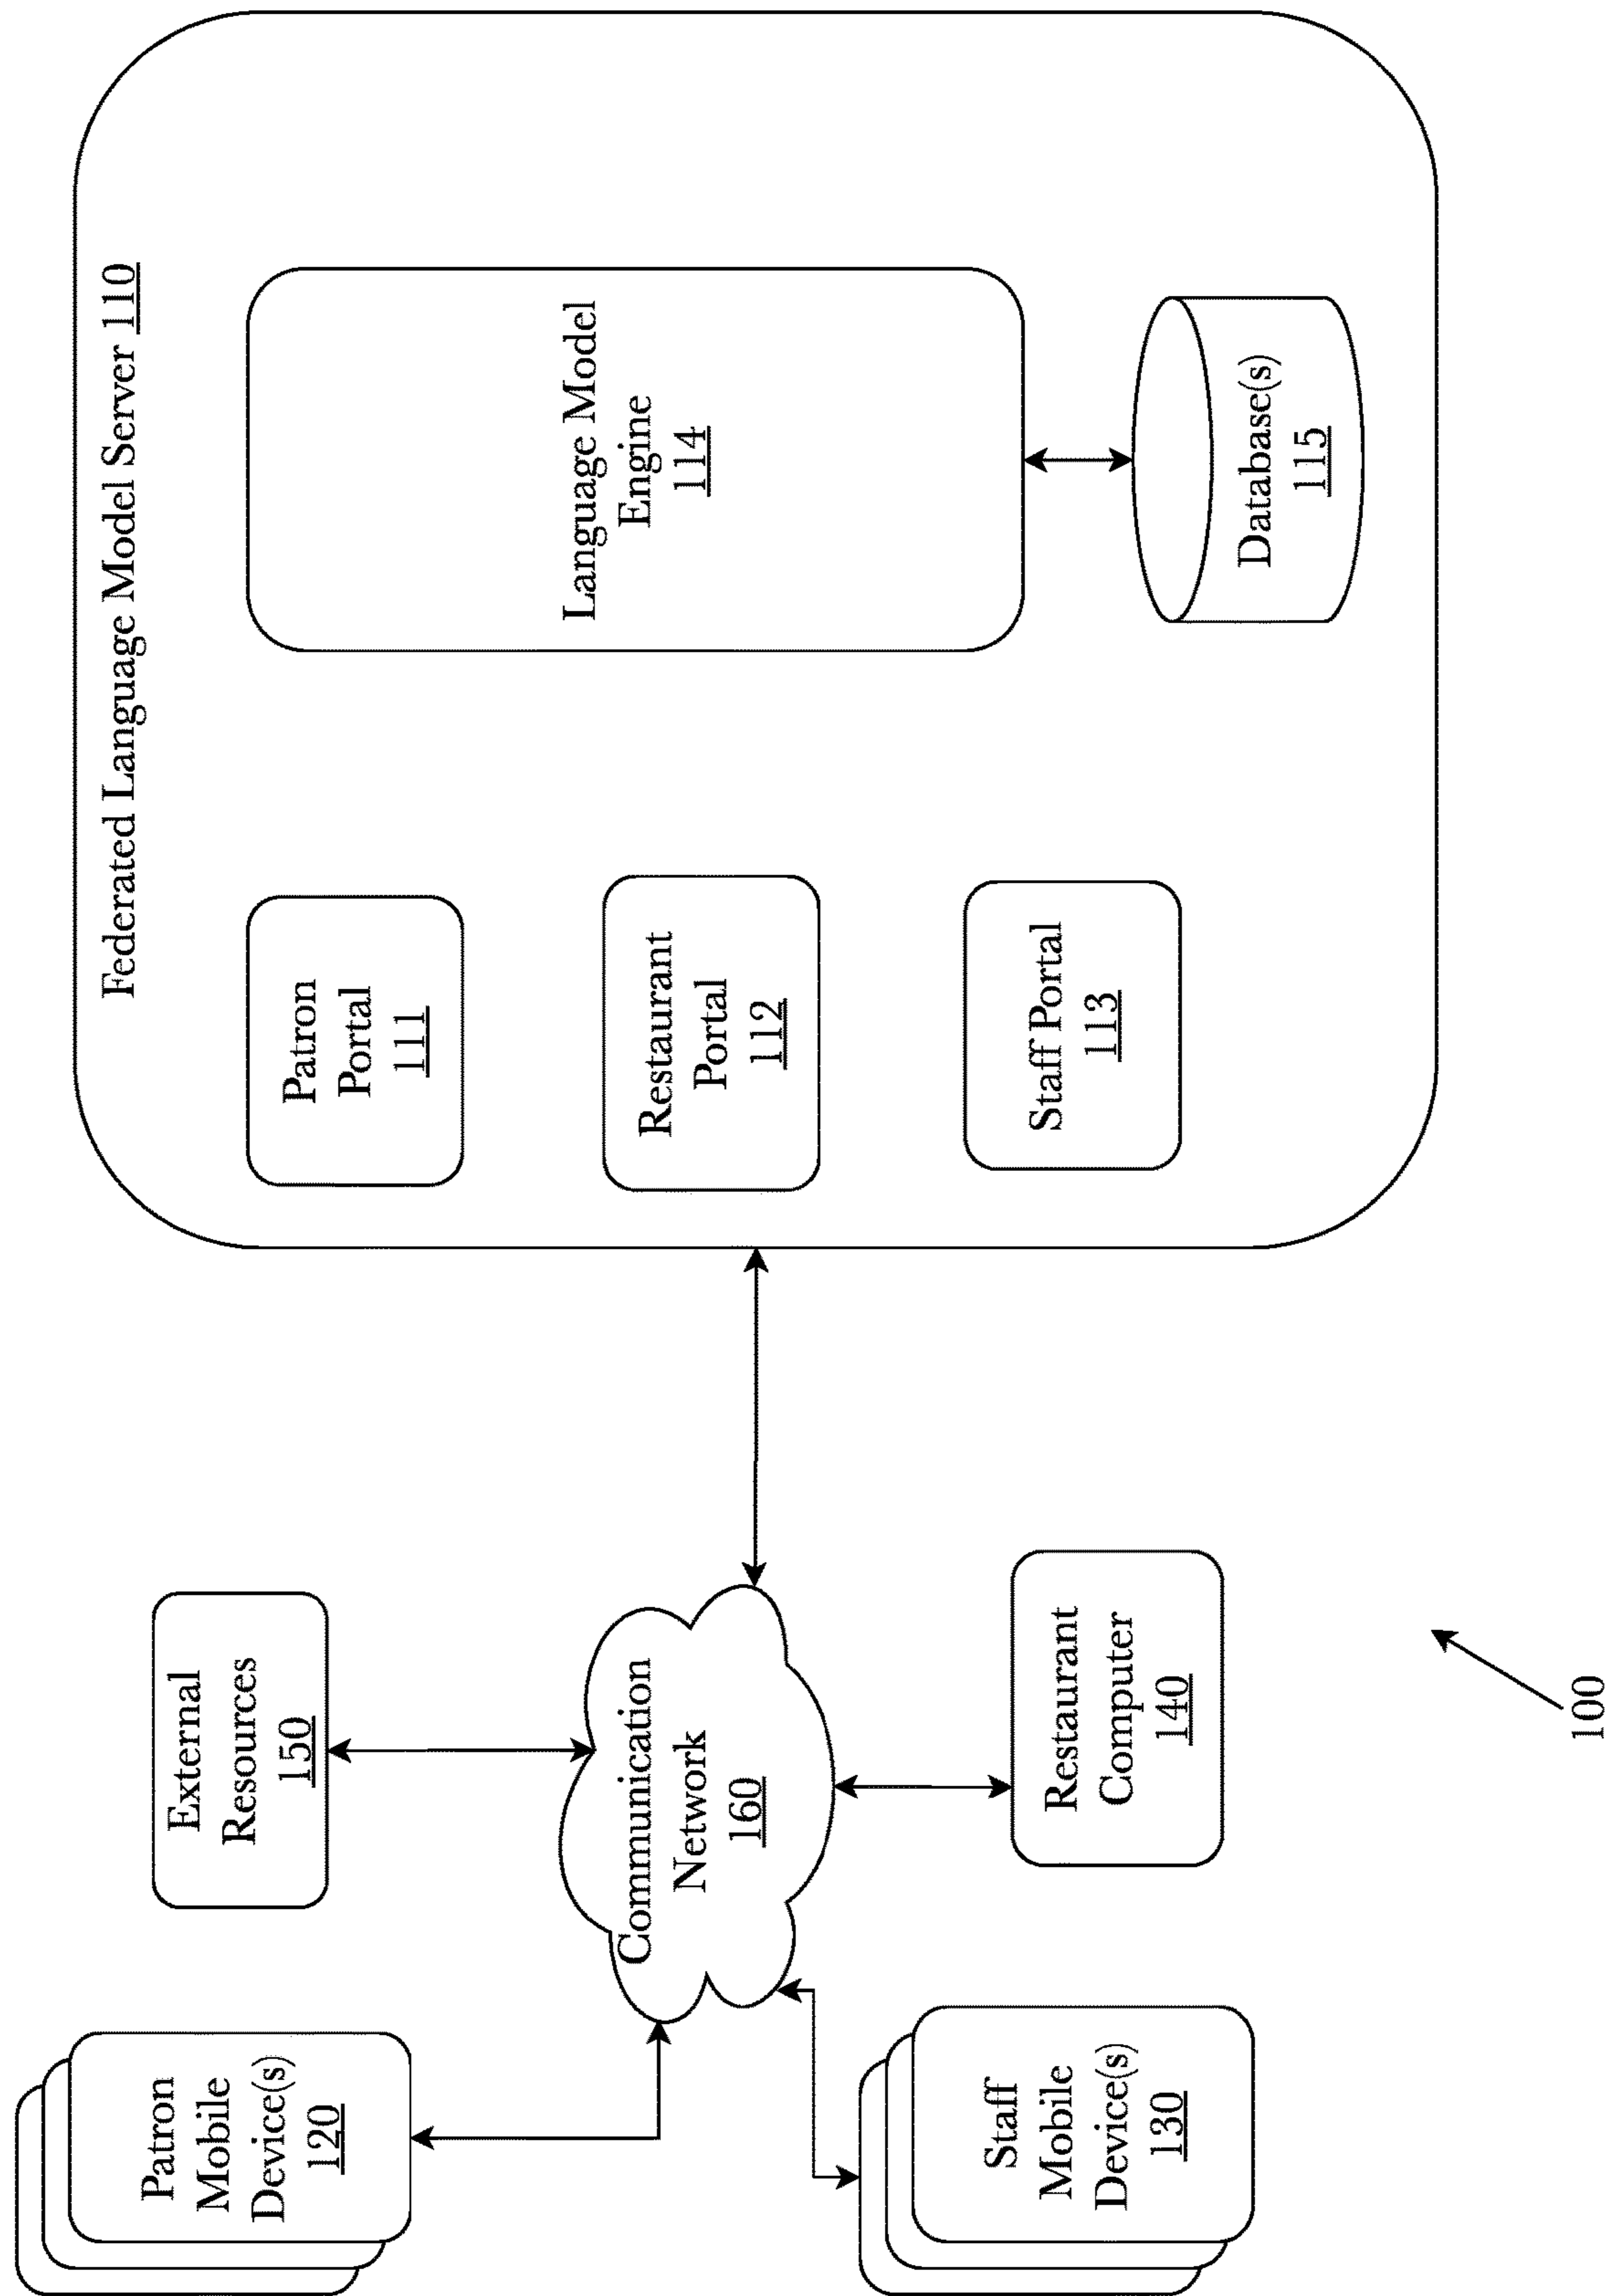 Federated Language Model Server 110
Patron
Portal
111
Restaurant
Portal
112
Staff Portal
113
Language Model
Engine
114
Database(s)
115
Patron
Mobile
Device(s)
120
External
Resources
150
Communication
Network
160
Staff
Mobile
Device(s)
130
Restaurant
Computer
140
100